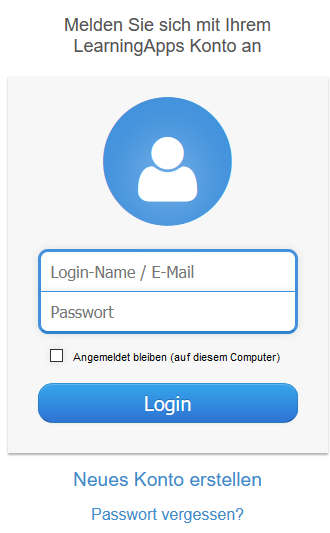 Melden Sie sich mit Ihrem
LearningApps Konto an
Login-Name / E-Mail
Passwort
Angemeldet bleiben (auf diesem Computer)
Login
Neues Konto erstellen
Passwort vergessen?